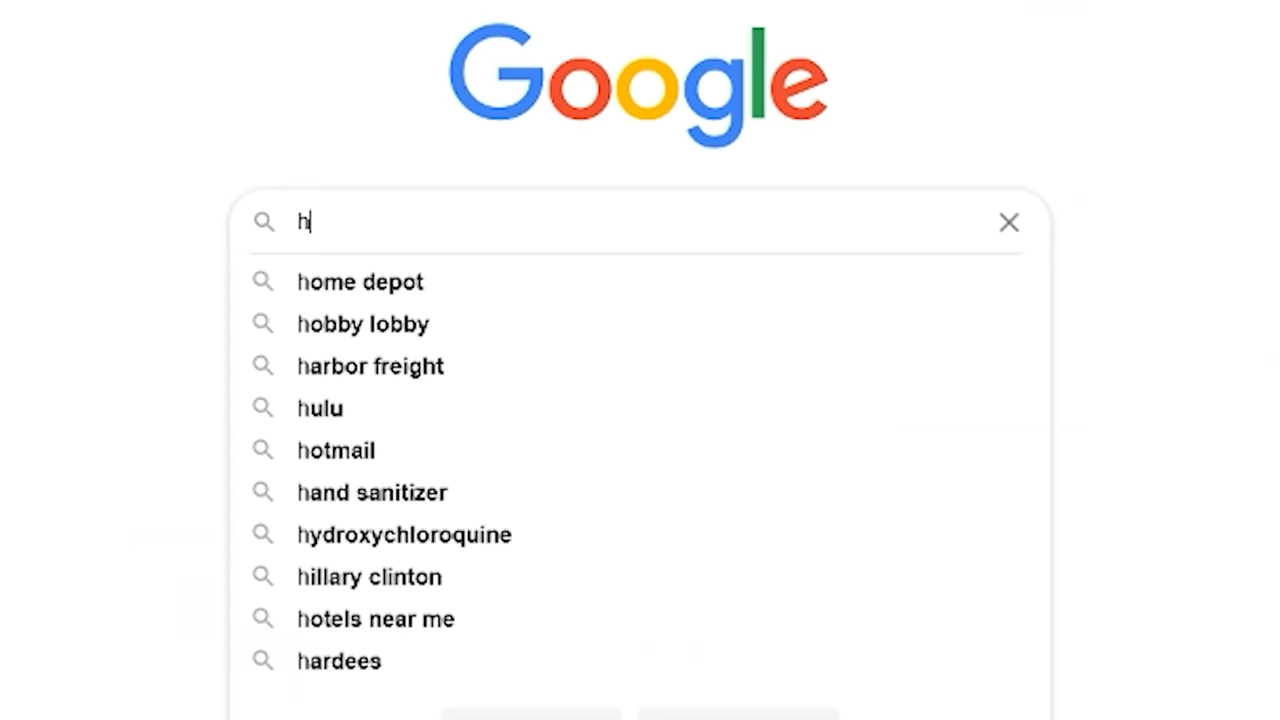 Google
h
home depot
hobby lobby
harbor freight
hulu
hotmail
hand sanitizer
hydroxychloroquine
hillary clinton
hotels near me
hardees